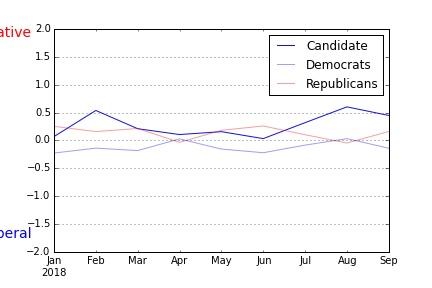 ative
2.0
1.5
1.0
0.5
0.0
−0.5
−1.0
−1.5
−2.0
beral
Candidate
Democrats
Republicans
Jan Feb Mar Apr May Jun Jul Aug Sep
2018